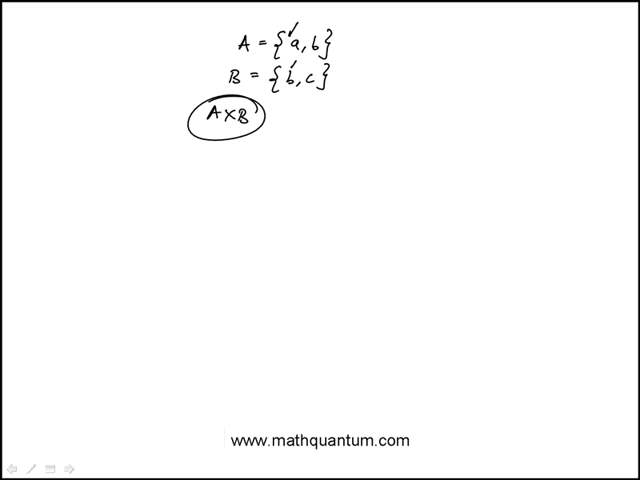 A = {a, b}
B = {b, c}
A×B
www.mathquantum.com